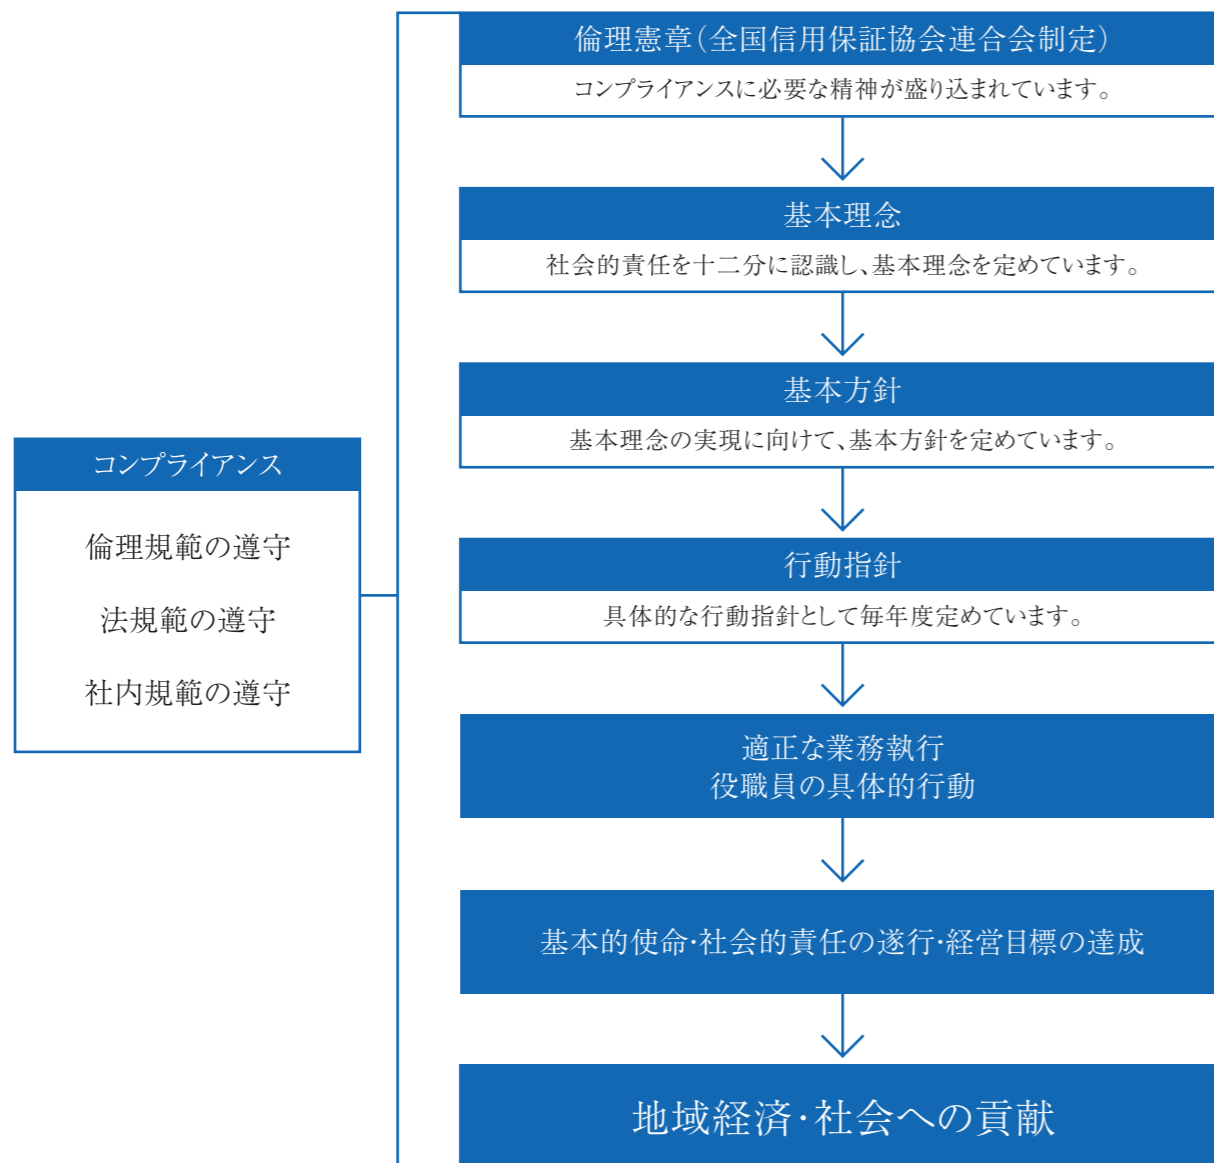 倫理憲章（全国信用保証協会連合会制定）
コンプライアンスに必要な精神が盛り込まれています。
基本理念
社会的責任を十二分に認識し、基本理念を定めています。
基本方針
基本理念の実現に向けて、基本方針を定めています。
コンプライアンス
倫理規範の遵守
法規範の遵守
社内規範の遵守
行動指針
具体的な行動指針として毎年度定めています。
適正な業務執行
役職員の具体的行動
基本的使命・社会的責任の遂行・経営目標の達成
地域経済・社会への貢献